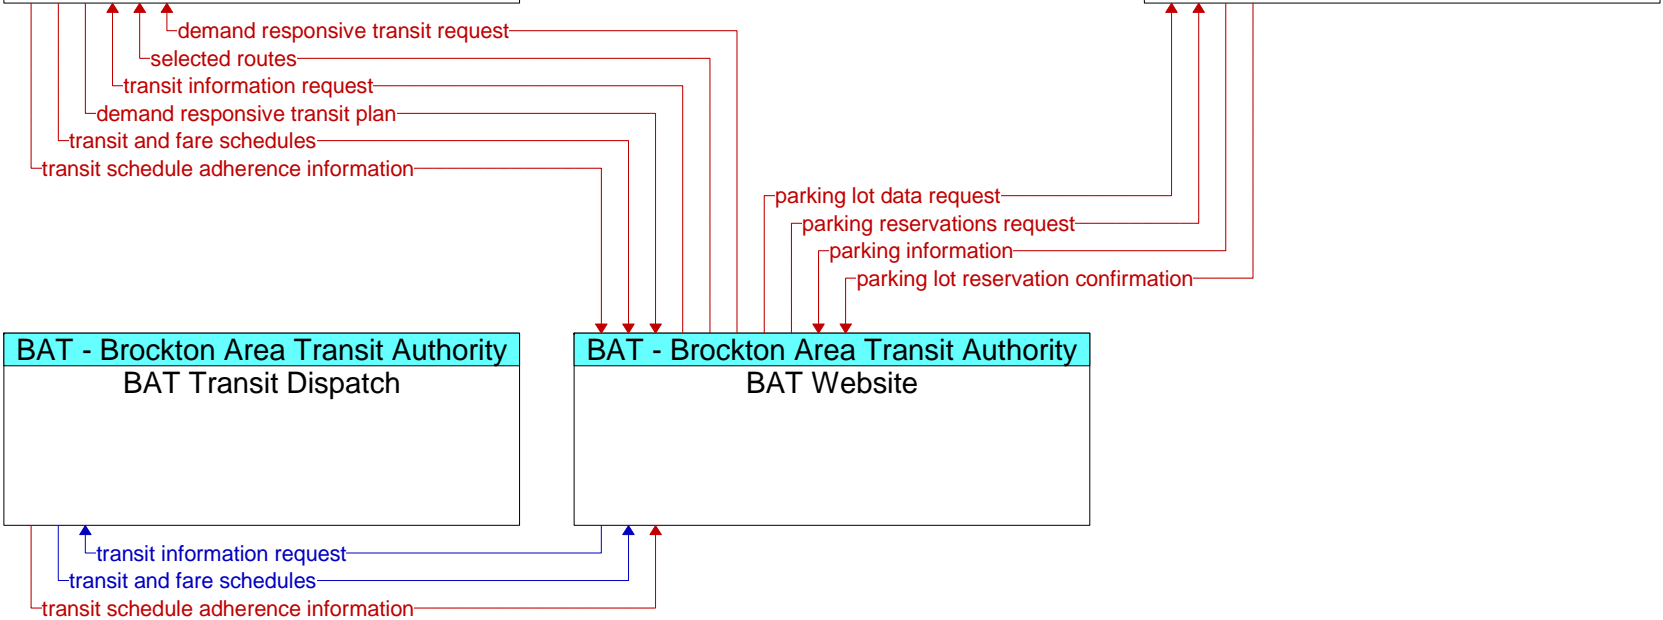 demand responsive transit request
selected routes
transit information request
demand responsive transit plan
transit and fare schedules
transit schedule adherence information
parking lot data request
parking reservations request
parking information
parking lot reservation confirmation
BAT - Brockton Area Transit Authority
BAT Transit Dispatch
BAT - Brockton Area Transit Authority
BAT Website
transit information request
transit and fare schedules
transit schedule adherence information